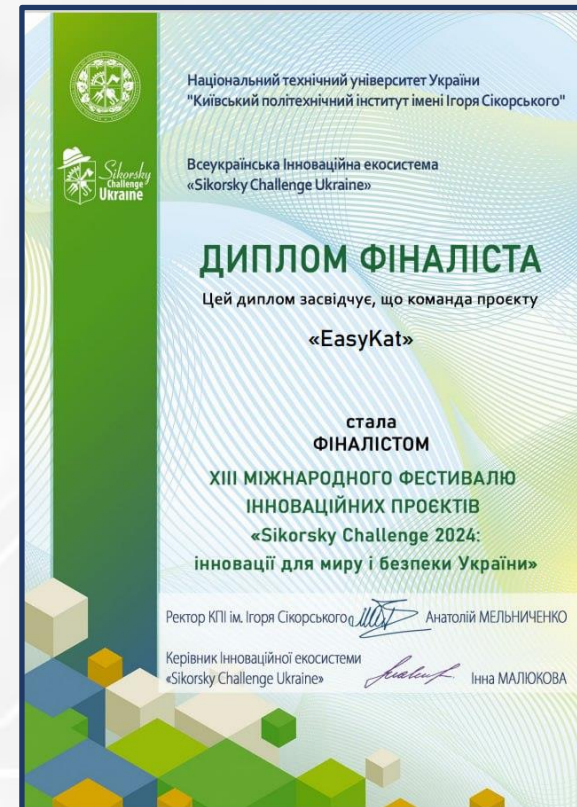 Національний технічний університет України
"Київський політехнічний інститут імені Ігоря Сікорського"
Sikorsky
Challenge
Ukraine
Всеукраїнська Інноваційна екосистема
«Sikorsky Challenge Ukraine»
ДИПЛОМ ФІНАЛІСТА
Цей диплом засвідчує, що команда проєкту
«EasyKat»
стала
ФІНАЛІСТОМ
XIII МІЖНАРОДНОГО ФЕСТИВАЛЮ
ІННОВАЦІЙНИХ ПРОЄКТІВ
«Sikorsky Challenge 2024:
інновації для миру і безпеки України»
Ректор КПІ ім. Ігоря Сікорського Анатолій МЕЛЬНИЧЕНКО
Керівник Інноваційної екосистеми
«Sikorsky Challenge Ukraine» Інна МАЛЮКОВА